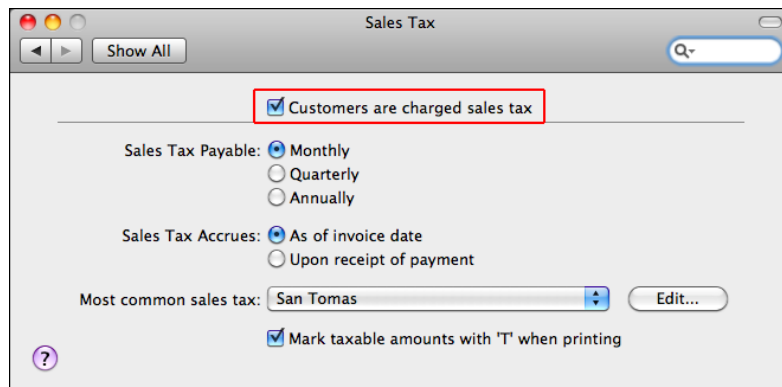 Sales Tax
Show All
Customers are charged sales tax
Sales Tax Payable: Monthly
Quarterly
Annually
Sales Tax Accrues: As of invoice date
Upon receipt of payment
Most common sales tax: San Tomas Edit...
Mark taxable amounts with 'T' when printing
?